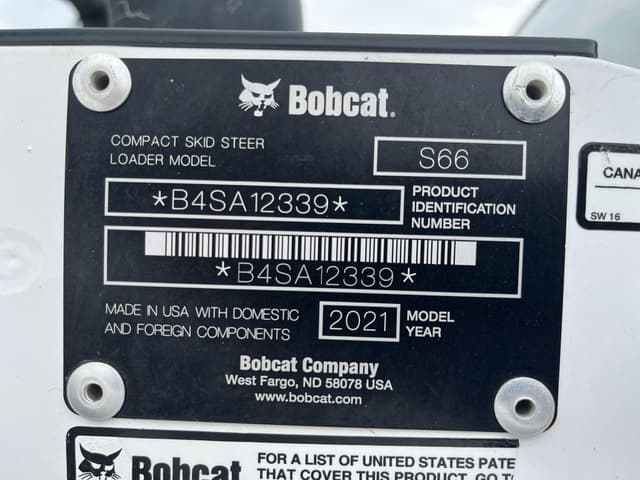 Bobcat.
COMPACT SKID STEER
LOADER MODEL
S66
*B4SA12339*
PRODUCT
IDENTIFICATION
NUMBER
*B4SA12339*
MADE IN USA WITH DOMESTIC
AND FOREIGN COMPONENTS
2021
MODEL
YEAR
Bobcat Company
West Fargo, ND 58078 USA
www.bobcat.com
CANA
SW 16
Bobcat
FOR A LIST OF UNITED STATES PATE
THAT COVER THIS PRODUCT, GO T